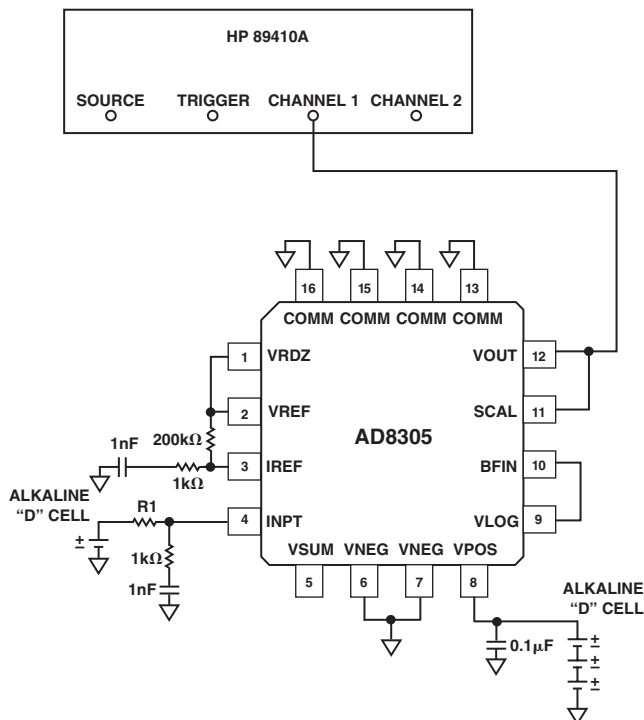 HP 89410A
SOURCE TRIGGER CHANNEL 1 CHANNEL 2
16 15 14 13
COMM COMM COMM COMM
1 VRDZ
VOUT 12
2 VREF
200kΩ
SCAL 11
AD8305
1nF
1kΩ
3 IREF
BFIN 10
ALKALINE
“D” CELL
±
R1
4 INPT
VLOG 9
1kΩ
1nF
VSUM VNEG VNEG VPOS
5 6 7 8
0.1μF
ALKALINE
“D” CELL
±
±
±